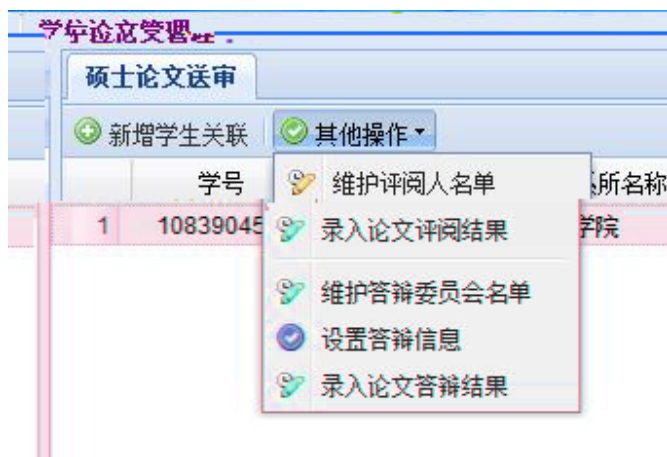 硕士论文送审
新增学生关联 其他操作
学号 维护评阅人名单 所名称
1 10839045 录入论文评阅结果 学院
维护答辩委员会名单
设置答辩信息
录入论文答辩结果